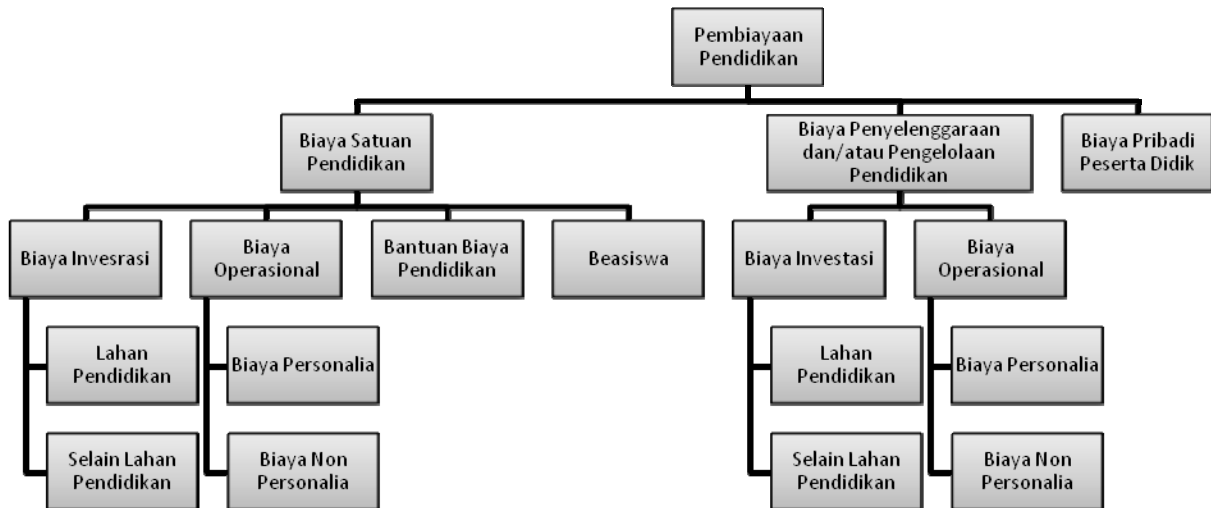 Pembiayaan
Pendidikan
Biaya Satuan
Pendidikan
Biaya Penyelenggaraan
dan/atau Pengelolaan
Pendidikan
Biaya Pribadi
Peserta Didik
Biaya Invesrasi
Biaya
Operasional
Bantuan Biaya
Pendidikan
Beasiswa
Biaya Investasi
Biaya
Operasional
Lahan
Pendidikan
Biaya Personalia
Lahan
Pendidikan
Biaya Personalia
Selain Lahan
Pendidikan
Biaya Non
Personalia
Selain Lahan
Pendidikan
Biaya Non
Personalia